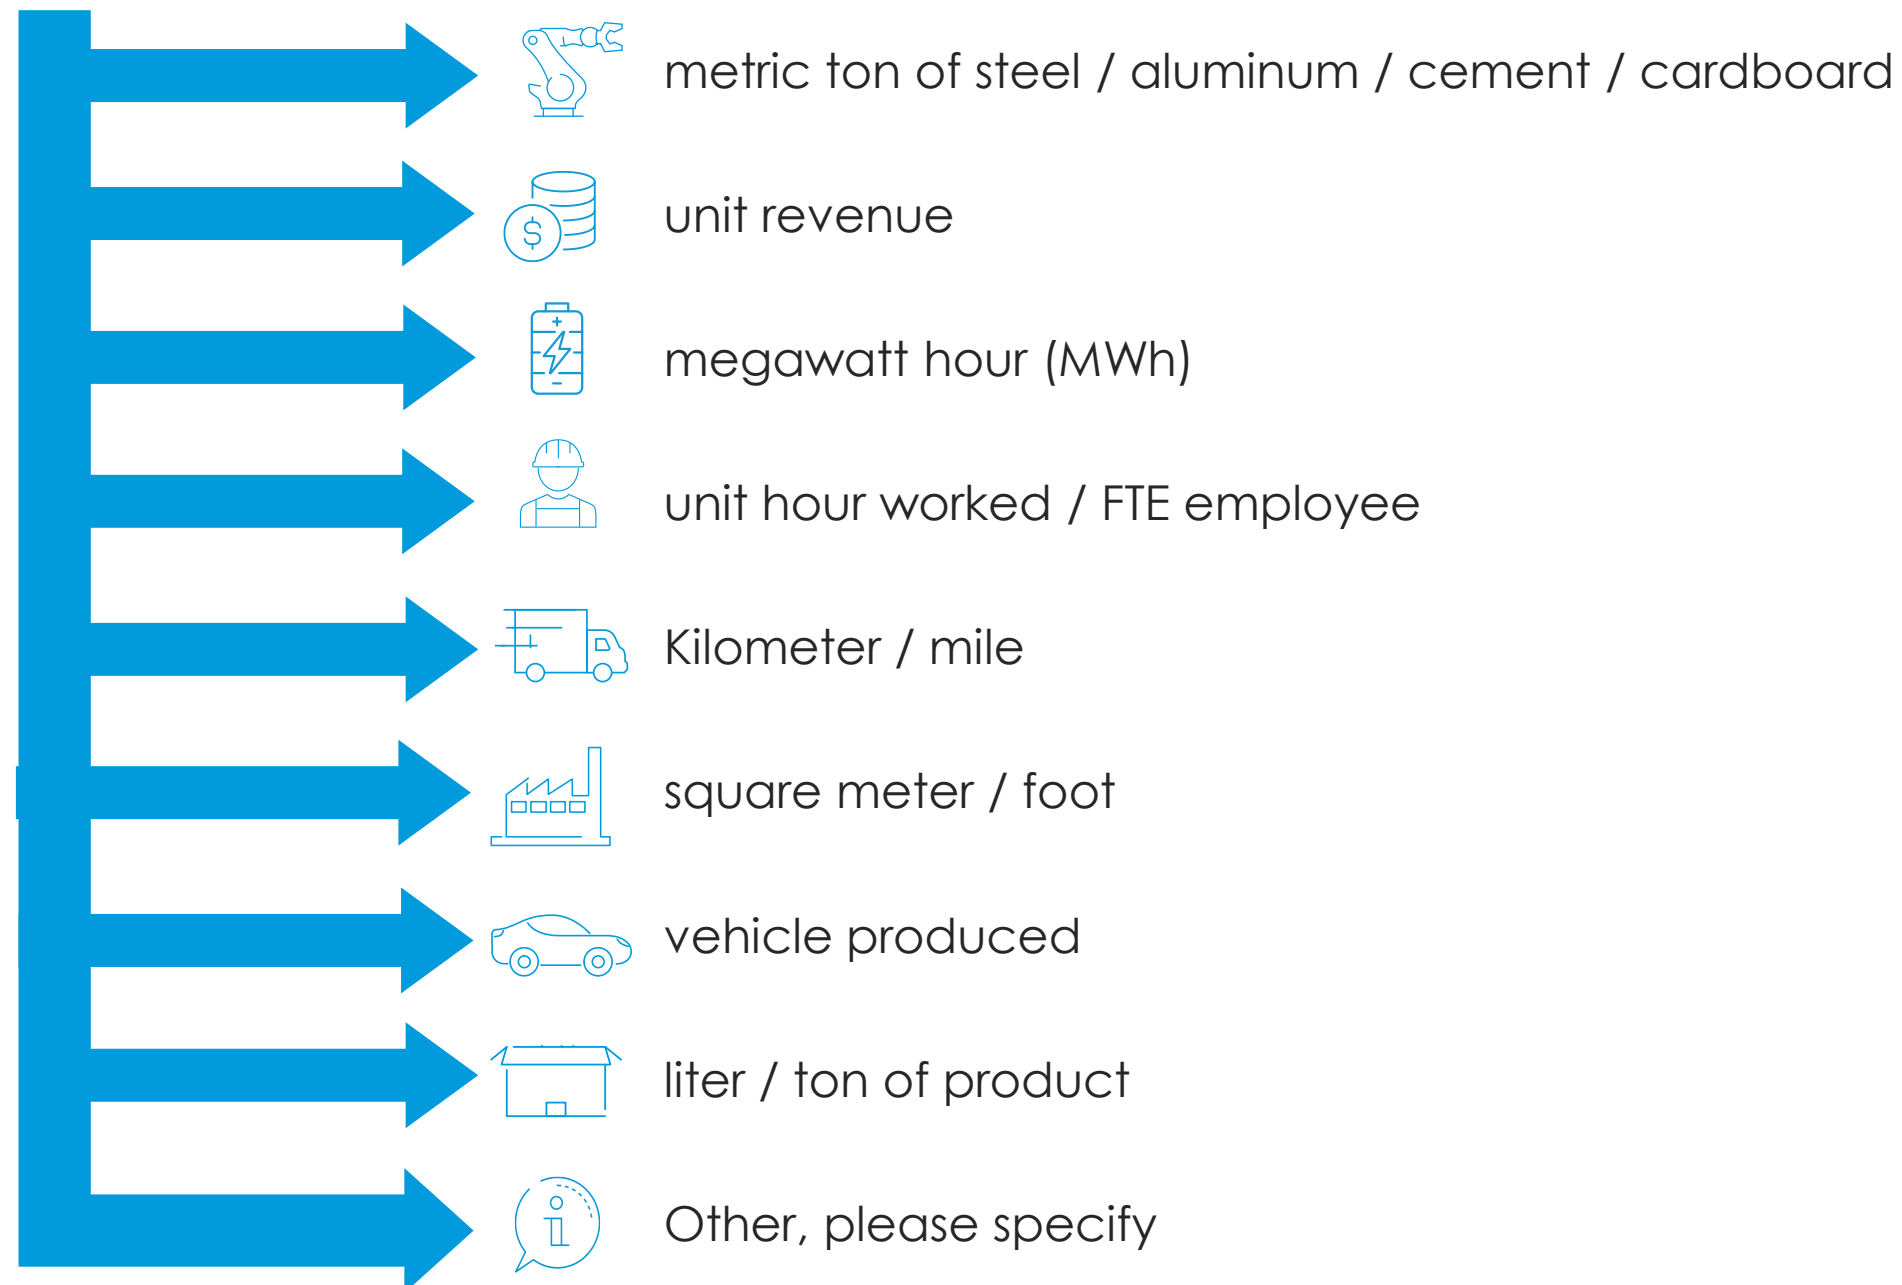 metric ton of steel / aluminum / cement / cardboard
$
unit revenue
megawatt hour (MWh)
unit hour worked / FTE employee
Kilometer / mile
square meter / foot
vehicle produced
liter / ton of product
i
Other, please specify